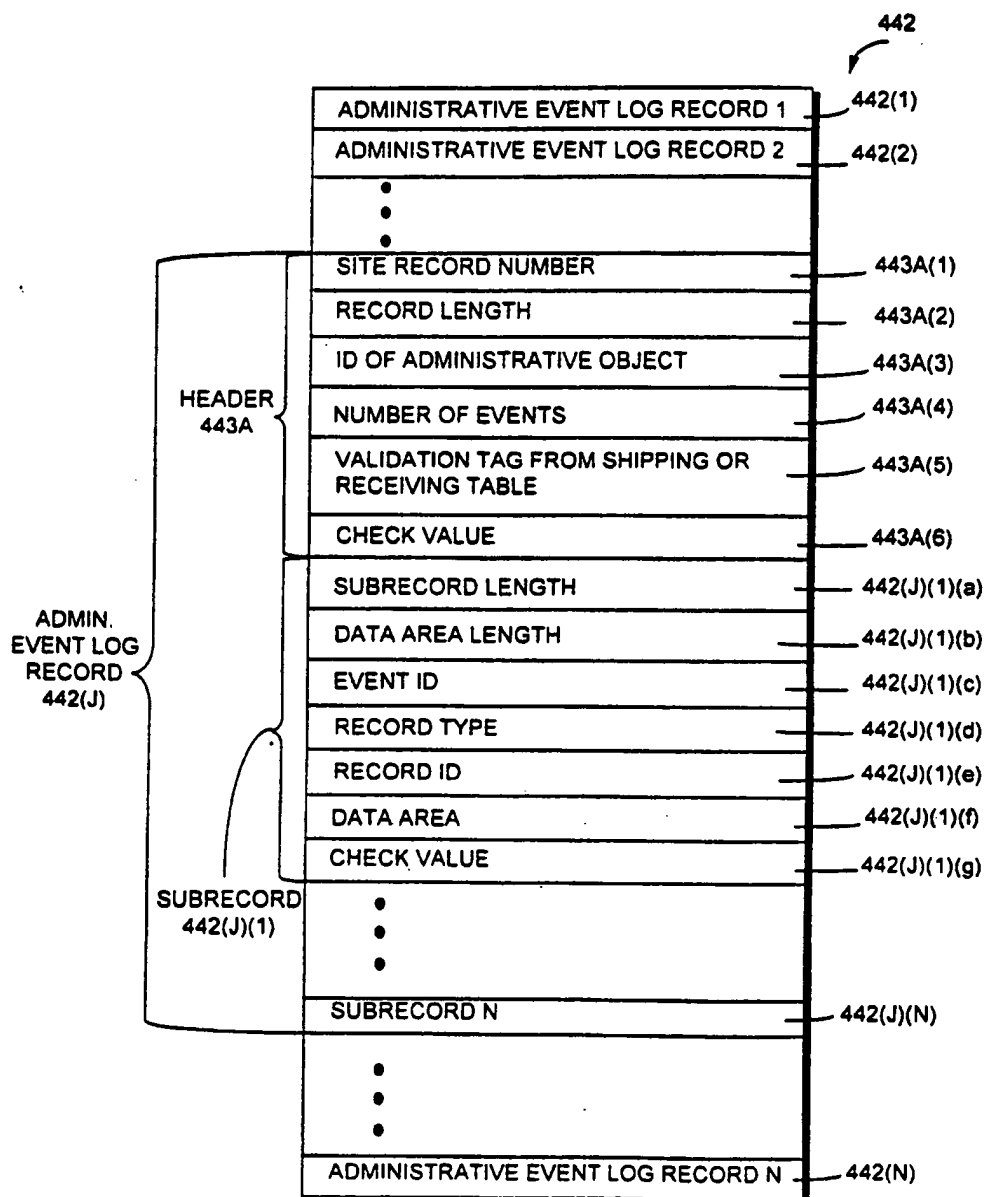 442
ADMINISTRATIVE EVENT LOG RECORD 1 442(1)
ADMINISTRATIVE EVENT LOG RECORD 2 442(2)
SITE RECORD NUMBER 443A(1)
RECORD LENGTH 443A(2)
ID OF ADMINISTRATIVE OBJECT 443A(3)
HEADER
443A
NUMBER OF EVENTS 443A(4)
VALIDATION TAG FROM SHIPPING OR
RECEIVING TABLE
443A(5)
CHECK VALUE 443A(6)
SUBRECORD LENGTH 442(J)(1)(a)
ADMIN.
EVENT LOG
RECORD
442(J)
DATA AREA LENGTH 442(J)(1)(b)
EVENT ID 442(J)(1)(c)
RECORD TYPE 442(J)(1)(d)
RECORD ID 442(J)(1)(e)
DATA AREA 442(J)(1)(f)
CHECK VALUE 442(J)(1)(g)
SUBRECORD
442(J)(1)
SUBRECORD N 442(J)(N)
ADMINISTRATIVE EVENT LOG RECORD N 442(N)